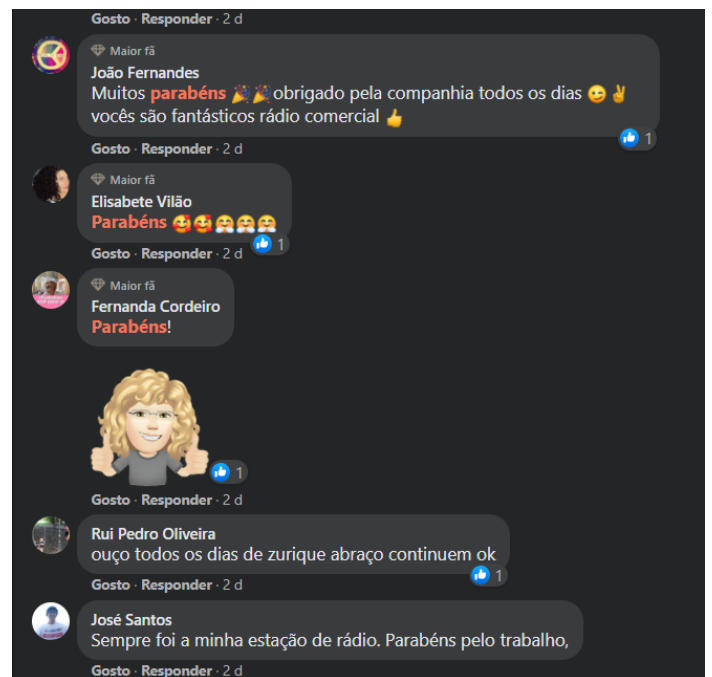 Gosto · Responder · 2 d
Maior fã
João Fernandes
Muitos parabéns 🎉🎉obrigado pela companhia todos os dias 😉✌
vocês são fantásticos rádio comercial 👍
1
Gosto · Responder · 2 d
Maior fã
Elisabete Vilão
Parabéns 🥰🥰🤗🤗🤗
1
Gosto · Responder · 2 d
Maior fã
Fernanda Cordeiro
Parabéns!
1
Gosto · Responder · 2 d
Rui Pedro Oliveira
ouço todos os dias de zurique abraço continuem ok
1
Gosto · Responder · 2 d
José Santos
Sempre foi a minha estação de rádio. Parabéns pelo trabalho,
Gosto · Responder · 2 d